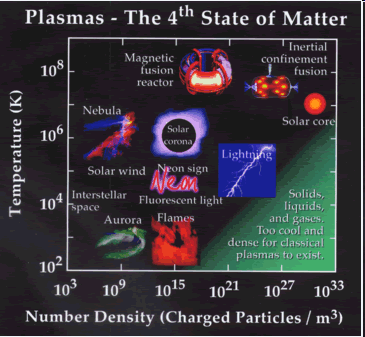 Plasmas - The 4th State of Matter
Temperature (K)
10^8
10^6
10^4
10^2
Magnetic
fusion
reactor
Inertial
confinement
fusion
Solar core
Nebula
Solar
corona
Lightning
Solar wind
Neon sign
Neon
Interstellar
space
Fluorescent light
Aurora
Flames
Solids,
liquids,
and gases.
Too cool and
dense for classical
plasmas to exist.
10^3 10^9 10^15 10^21 10^27 10^33
Number Density (Charged Particles / m^3)